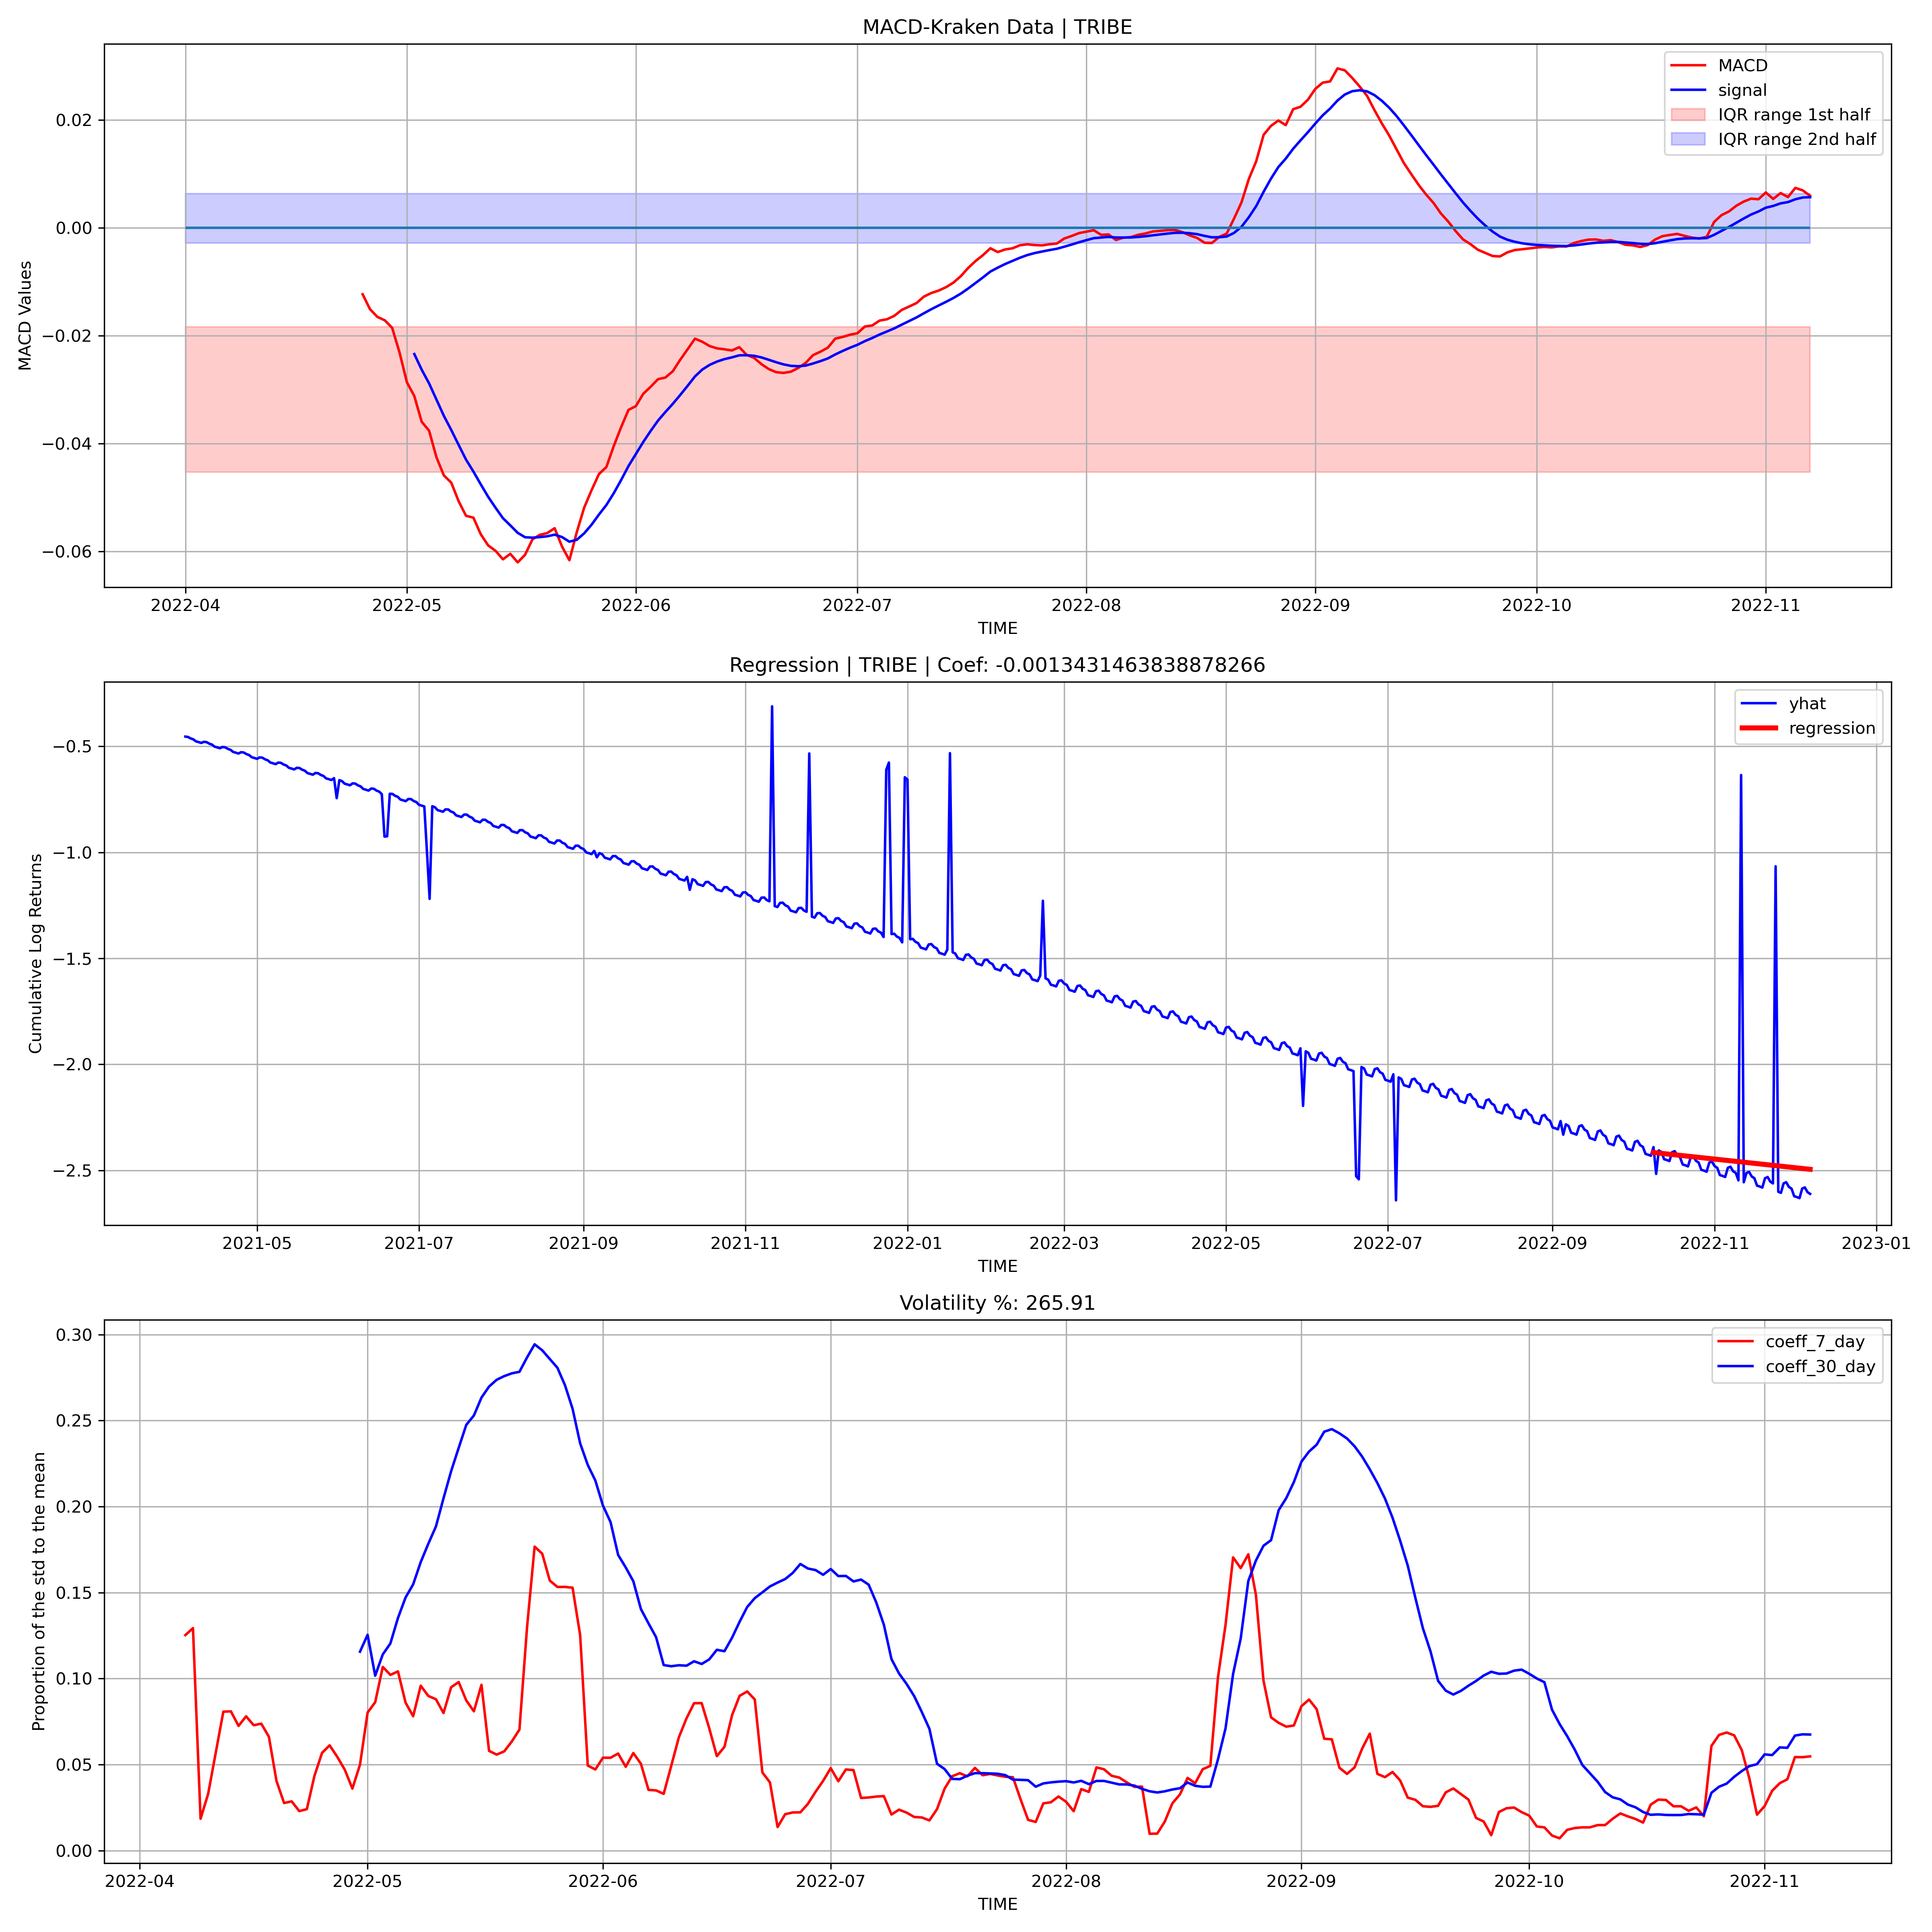 MACD-Kraken Data | TRIBE
MACD
signal
IQR range 1st half
IQR range 2nd half
0.02
0.00
−0.02
−0.04
−0.06
MACD Values
2022-04 2022-05 2022-06 2022-07 2022-08 2022-09 2022-10 2022-11
TIME
Regression | TRIBE | Coef: -0.0013431463838878266
yhat
regression
−0.5
−1.0
−1.5
−2.0
−2.5
Cumulative Log Returns
2021-05 2021-07 2021-09 2021-11 2022-01 2022-03 2022-05 2022-07 2022-09 2022-11 2023-01
TIME
Volatility %: 265.91
coeff_7_day
coeff_30_day
0.30
0.25
0.20
0.15
0.10
0.05
0.00
Proportion of the std to the mean
2022-04 2022-05 2022-06 2022-07 2022-08 2022-09 2022-10 2022-11
TIME